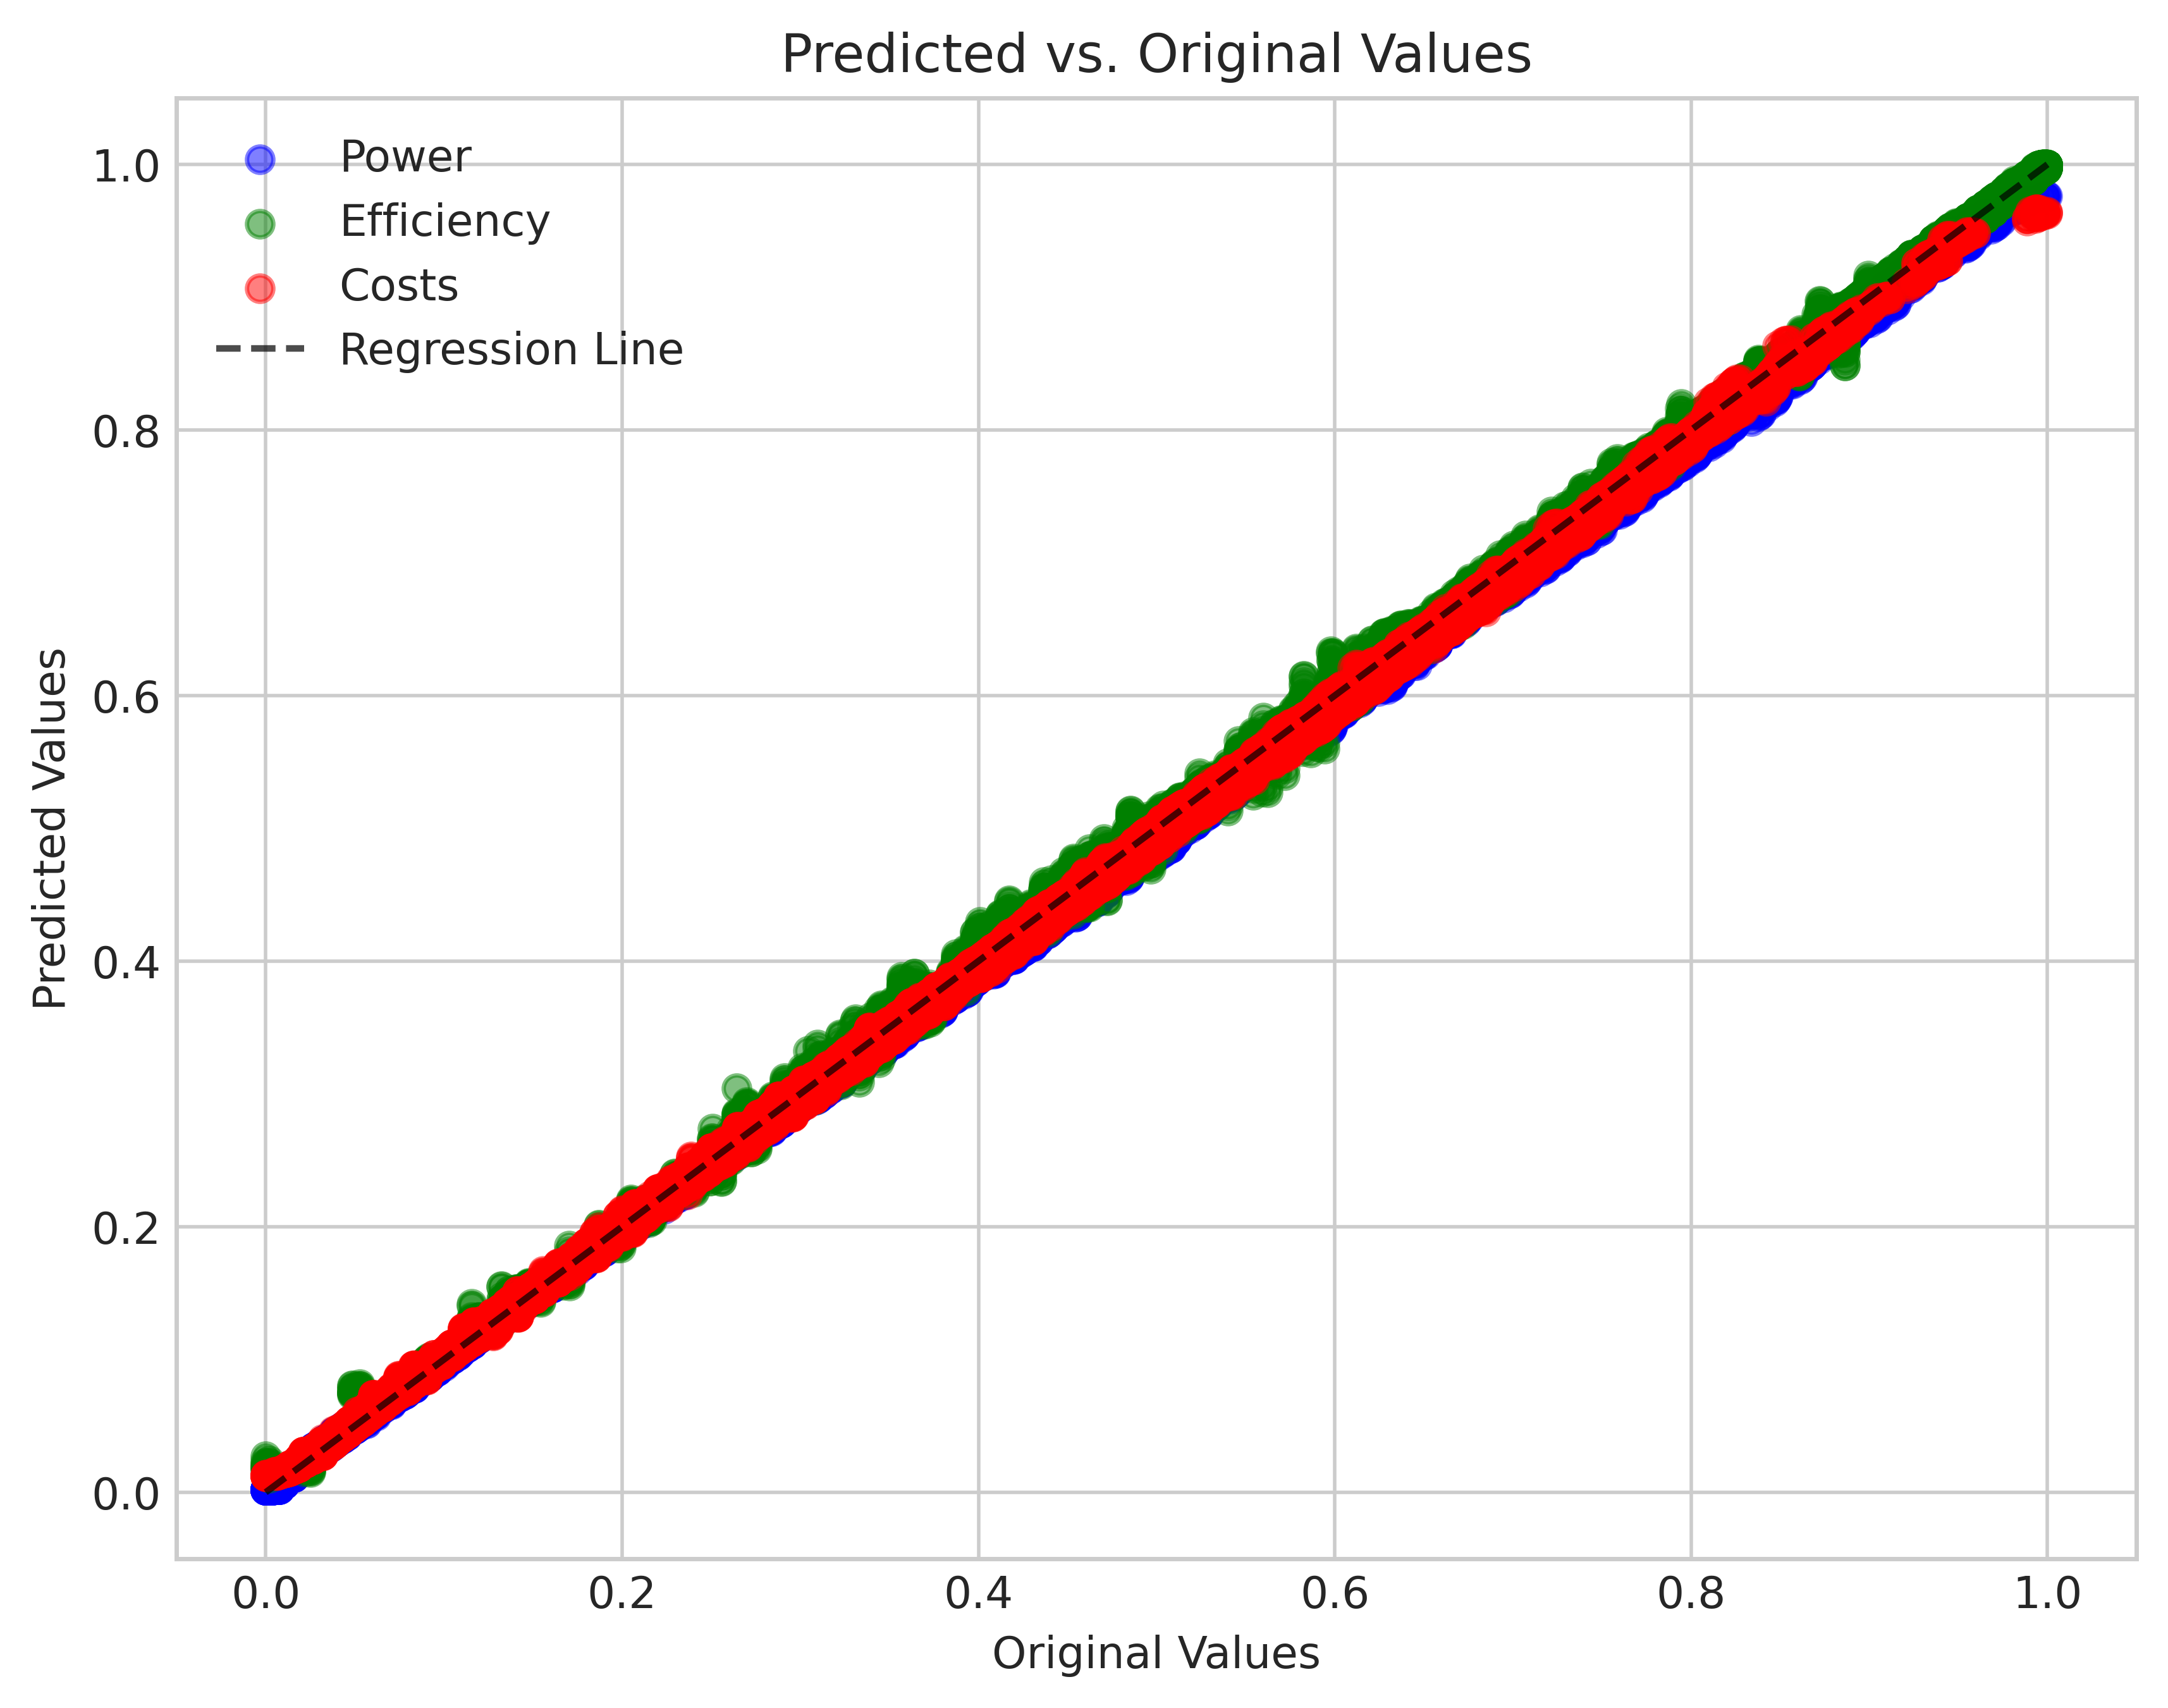 Predicted vs. Original Values
Power
Efficiency
Costs
Regression Line
1.0
0.8
0.6
0.4
0.2
0.0
Predicted Values
0.0 0.2 0.4 0.6 0.8 1.0
Original Values